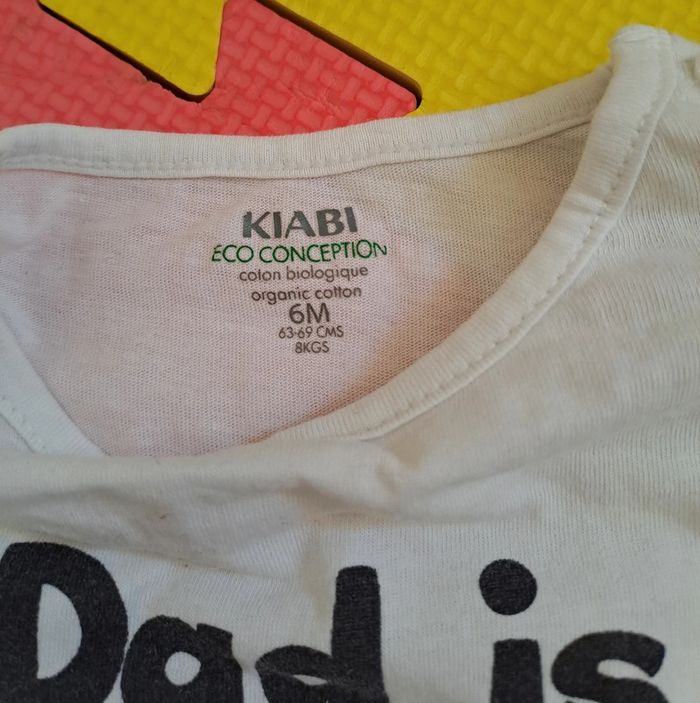 KIABI
ECO CONCEPTION
coton biologique
organic cotton
6M
63-69 CMS
8KGS
Dad is